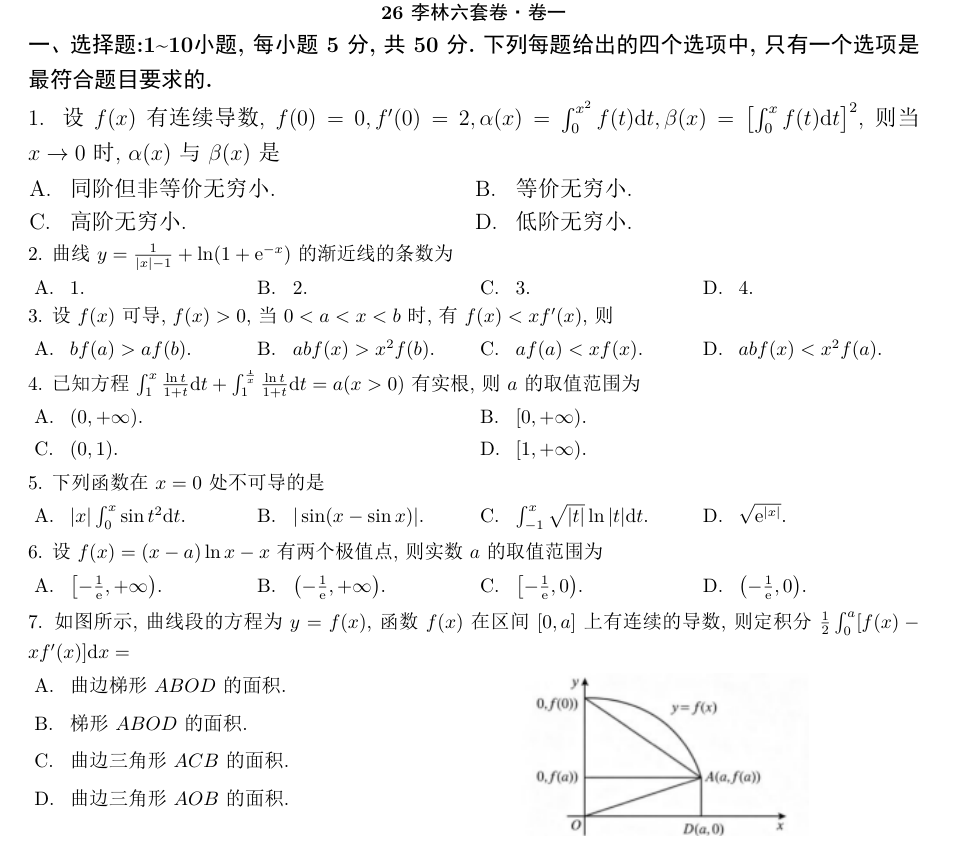 26 李林六套卷·卷一
一、选择题:1~10小题, 每小题 5 分, 共 50 分. 下列每题给出的四个选项中, 只有一个选项是
最符合题目要求的.
1. 设 f(x) 有连续导数, f(0) = 0, f′(0) = 2, α(x) = ∫₀^{x²} f(t)dt, β(x) = [∫₀^x f(t)dt]², 则当
x → 0 时, α(x) 与 β(x) 是
A. 同阶但非等价无穷小. B. 等价无穷小.
C. 高阶无穷小. D. 低阶无穷小.
2. 曲线 y = 1/(|x|−1) + ln(1 + e^{−x}) 的渐近线的条数为
A. 1. B. 2. C. 3. D. 4.
3. 设 f(x) 可导, f(x) > 0, 当 0 < a < x < b 时, 有 f(x) < xf′(x), 则
A. bf(a) > af(b). B. abf(x) > x²f(b). C. af(a) < xf(x). D. abf(x) < x²f(a).
4. 已知方程 ∫₁^x (ln t)/(1+t) dt + ∫₁^{1/x} (ln t)/(1+t) dt = a(x > 0) 有实根, 则 a 的取值范围为
A. (0, +∞). B. [0, +∞).
C. (0, 1). D. [1, +∞).
5. 下列函数在 x = 0 处不可导的是
A. |x| ∫₀^x sin t²dt. B. | sin(x − sin x)|. C. ∫₋₁^x √|t| ln |t|dt. D. √(e^{|x|}).
6. 设 f(x) = (x − a) ln x − x 有两个极值点, 则实数 a 的取值范围为
A. [−1/e, +∞). B. (−1/e, +∞). C. [−1/e, 0). D. (−1/e, 0).
7. 如图所示, 曲线段的方程为 y = f(x), 函数 f(x) 在区间 [0, a] 上有连续的导数, 则定积分 1/2 ∫₀^a [f(x) −
xf′(x)]dx =
A. 曲边梯形 ABOD 的面积.
B. 梯形 ABOD 的面积.
C. 曲边三角形 ACB 的面积.
D. 曲边三角形 AOB 的面积.
y
0,f(0))
y=f(x)
0,f(a))
A(a,f(a))
O
D(a,0)
x